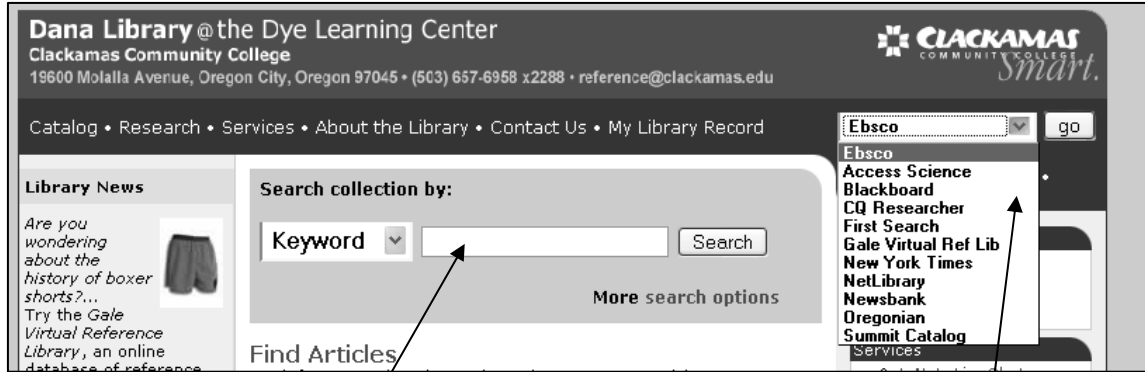 Dana Library @ the Dye Learning Center
Clackamas Community College
19600 Molalla Avenue, Oregon City, Oregon 97045 • (503) 657-6958 x2288 • reference@clackamas.edu
CLACKAMAS
COMMUNITY COLLEGE
Smart.
Catalog • Research • Services • About the Library • Contact Us • My Library Record
Ebsco
go
Ebsco
Access Science
Blackboard
CQ Researcher
First Search
Gale Virtual Ref Lib
New York Times
NetLibrary
Newsbank
Oregonian
Summit Catalog
Library News
Are you
wondering
about the
history of boxer
shorts?...
Try the Gale
Virtual Reference
Library, an online
database of reference
Search collection by:
Keyword
Search
More search options
Find Articles
Services